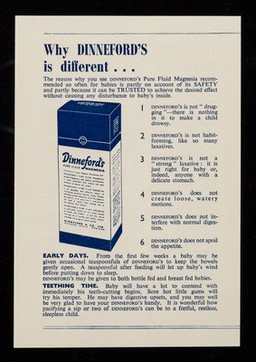 Why DINNEFORD'S
is different . . .
The reason why you see DINNEFORD'S Pure Fluid Magnesia recom-
mended so often for babies is partly on account of its SAFETY
and partly because it can be TRUSTED to achieve the desired effect
without causing any disturbance to baby's inside.
Dinneford's
PURE FLUID MAGNESIA
1 DINNEFORD'S is not "drug-
ging"—there is nothing
in it to make a child
drowsy.
2 DINNEFORD'S is not habit-
forming, like so many
laxatives.
3 DINNEFORD'S is not a
"strong" laxative : it is
just right for baby or,
indeed, anyone with a
delicate stomach.
4 DINNEFORD'S does not
create loose, watery
motions.
5 DINNEFORD'S does not in-
terfere with normal diges-
tion.
6 DINNEFORD'S does not spoil
the appetite.
EARLY DAYS. From the first few weeks a baby may be
given occasional teaspoonfuls of DINNEFORD'S to keep the bowels
gently open. A teaspoonful after feeding will let up baby's wind
before putting down to sleep.
DINNEFORD'S may be given to both bottle fed and breast fed babies.
TEETHING TIME. Baby will have a lot to contend with
immediately his teeth-cutting begins. Sore hot little gums will
try his temper. He may have digestive upsets, and you may well
be very glad to have your DINNEFORD'S handy. It is wonderful how
pacifying a sip or two of DINNEFORD'S can be to a fretful, restless,
sleepless child.